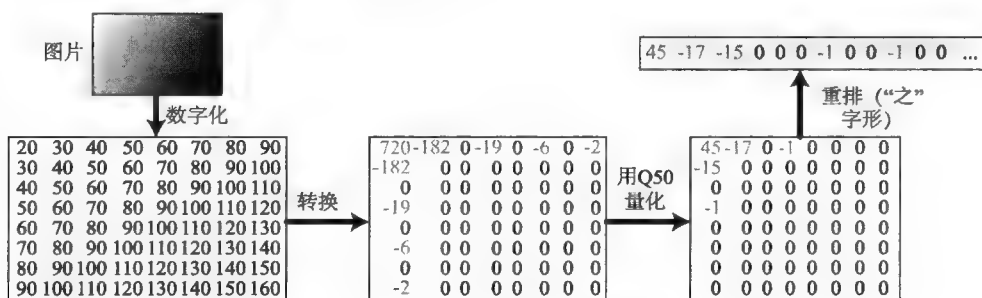 图片
数字化
20 30 40 50 60 70 80 90
30 40 50 60 70 80 90 100
40 50 60 70 80 90 100 110
50 60 70 80 90 100 110 120
60 70 80 90 100 110 120 130
70 80 90 100 110 120 130 140
80 90 100 110 120 130 140 150
90 100 110 120 130 140 150 160
转换
720 -182 0 -19 0 -6 0 -2
-182 0 0 0 0 0 0 0
0 0 0 0 0 0 0 0
-19 0 0 0 0 0 0 0
0 0 0 0 0 0 0 0
-6 0 0 0 0 0 0 0
0 0 0 0 0 0 0 0
-2 0 0 0 0 0 0 0
用Q50
量化
45 -17 0 -1 0 0 0 0
-15 0 0 0 0 0 0 0
0 0 0 0 0 0 0 0
-1 0 0 0 0 0 0 0
0 0 0 0 0 0 0 0
0 0 0 0 0 0 0 0
0 0 0 0 0 0 0 0
0 0 0 0 0 0 0 0
重排（“之”
字形）
45 -17 -15 0 0 0 -1 0 0 -1 0 0 ...